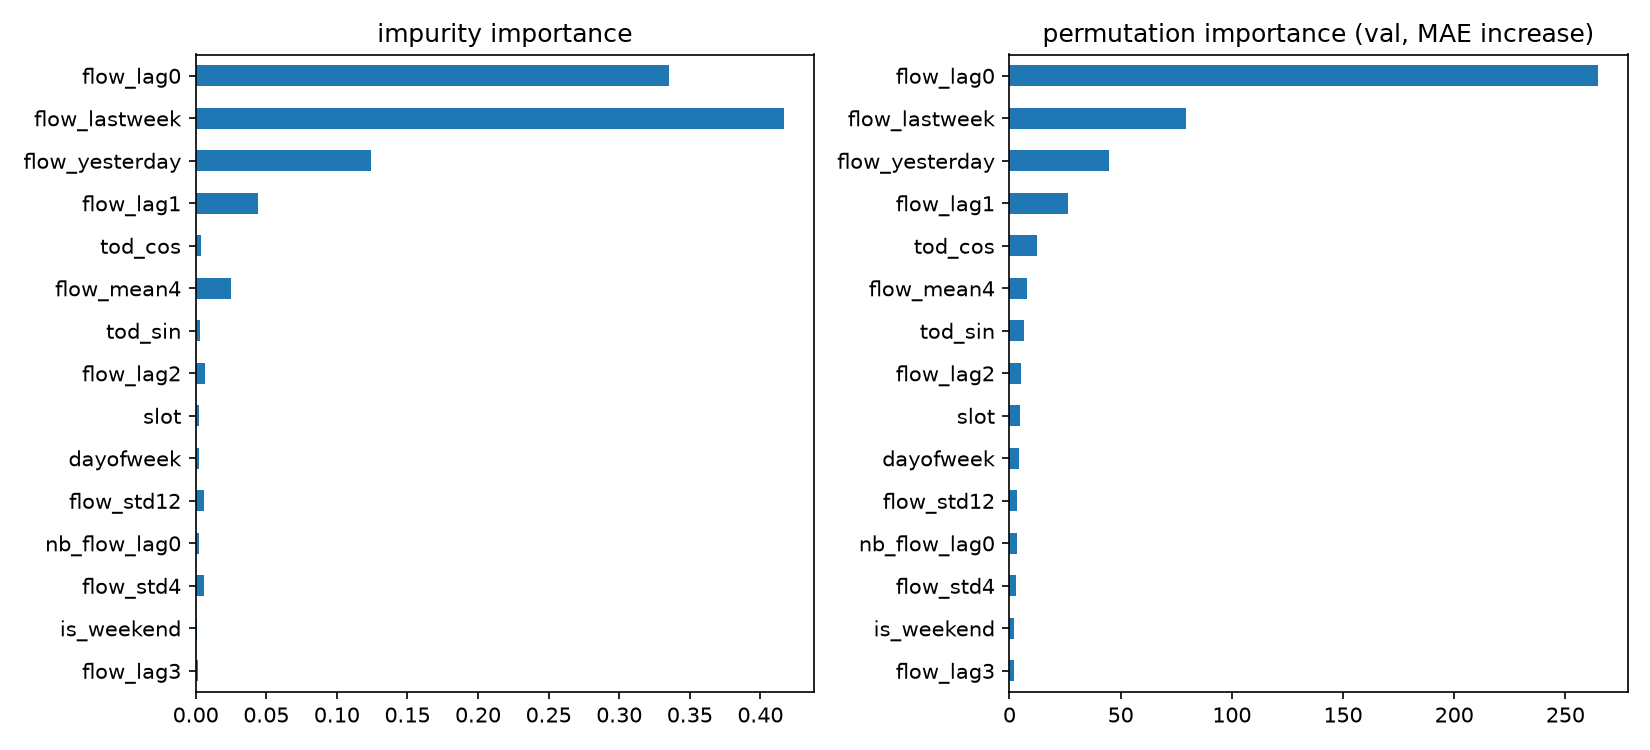 impurity importance
flow_lag0
flow_lastweek
flow_yesterday
flow_lag1
tod_cos
flow_mean4
tod_sin
flow_lag2
slot
dayofweek
flow_std12
nb_flow_lag0
flow_std4
is_weekend
flow_lag3
0.00 0.05 0.10 0.15 0.20 0.25 0.30 0.35 0.40
permutation importance (val, MAE increase)
flow_lag0
flow_lastweek
flow_yesterday
flow_lag1
tod_cos
flow_mean4
tod_sin
flow_lag2
slot
dayofweek
flow_std12
nb_flow_lag0
flow_std4
is_weekend
flow_lag3
0 50 100 150 200 250